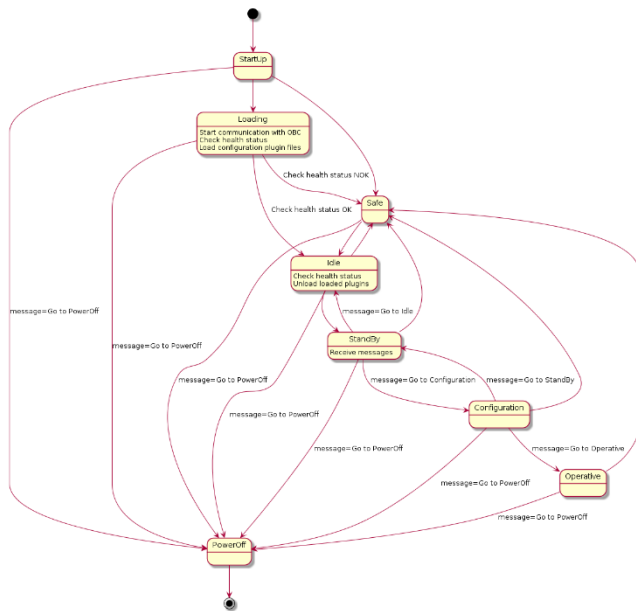 StartUp
Loading
Start communication with OBC
Check health status
Load configuration plugin files
Check health status NOK
Safe
Check health status OK
Idle
Check health status
Unload loaded plugins
message=Go to PowerOff
message=Go to Idle
StandBy
Receive messages
message=Go to PowerOff
message=Go to PowerOff
message=Go to Configuration
message=Go to StandBy
Configuration
message=Go to PowerOff
message=Go to PowerOff
message=Go to Operative
Operative
message=Go to PowerOff
message=Go to PowerOff
PowerOff